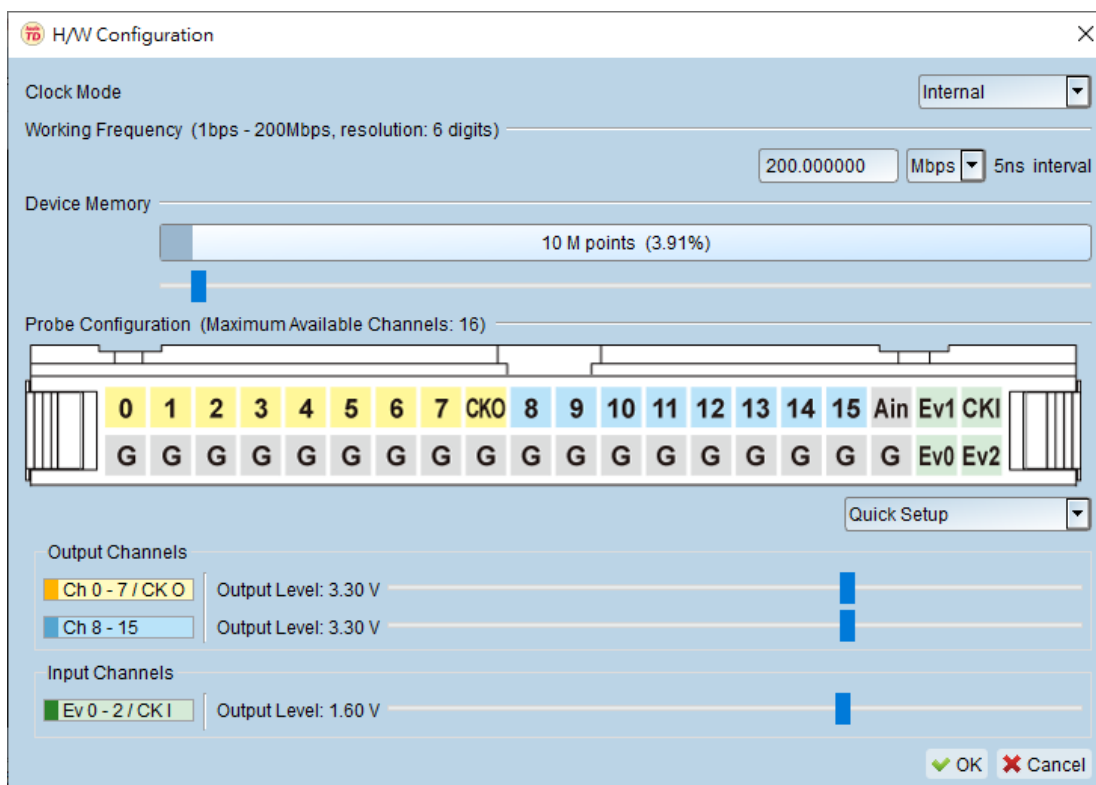 TD H/W Configuration
Clock Mode Internal
Working Frequency (1bps - 200Mbps, resolution: 6 digits)
200.000000 Mbps 5ns interval
Device Memory
10 M points (3.91%)
Probe Configuration (Maximum Available Channels: 16)
0 1 2 3 4 5 6 7 CKO 8 9 10 11 12 13 14 15 Ain Ev1 CKI
G G G G G G G G G G G G G G G G G G Ev0 Ev2
Quick Setup
Output Channels
Ch 0 - 7 / CK O Output Level: 3.30 V
Ch 8 - 15 Output Level: 3.30 V
Input Channels
Ev 0 - 2 / CK I Output Level: 1.60 V
OK Cancel